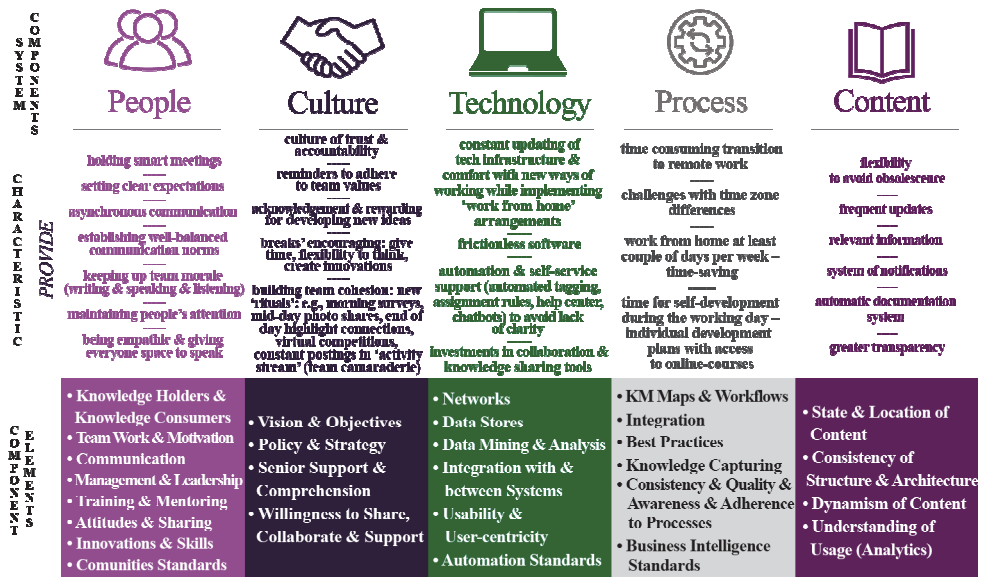 SYSTEM
COMPONENTS
People
Culture
Technology
Process
Content
CHARACTERISTIC
PROVIDE
holding smart meetings
setting clear expectations
asynchronous communication
establishing well-balanced
communication norms
keeping up team morale
(writing & speaking & listening)
maintaining people's attention
being empathic & giving
everyone space to speak
culture of trust &
accountability
reminders to adhere
to team values
acknowledgement & rewarding
for developing new ideas
breaks' encouraging: give
time, flexibility to think,
create innovations
building team cohesion: new
'rituals': e.g., morning surveys,
mid-day photo shares, end of
day highlight connections,
virtual competitions,
constant postings in 'activity
stream' (team camaraderie)
constant updating of
tech infrastructure &
comfort with new ways of
working while implementing
'work from home'
arrangements
frictionless software
automation & self-service
support (automated tagging,
assignment rules, help center,
chatbots) to avoid lack
of clarity
investments in collaboration &
knowledge sharing tools
time consuming transition
to remote work
challenges with time zone
differences
work from home at least
couple of days per week –
time-saving
time for self-development
during the working day –
individual development
plans with access
to online-courses
flexibility
to avoid obsolescence
frequent updates
relevant information
system of notifications
automatic documentation
system
greater transparency
COMPONENT
ELEMENTS
• Knowledge Holders &
Knowledge Consumers
• Team Work & Motivation
• Communication
• Management & Leadership
• Training & Mentoring
• Attitudes & Sharing
• Innovations & Skills
• Comunities Standards
• Vision & Objectives
• Policy & Strategy
• Senior Support &
Comprehension
• Willingness to Share,
Collaborate & Support
• Networks
• Data Stores
• Data Mining & Analysis
• Integration with &
between Systems
• Usability &
User-centricity
• Automation Standards
• KM Maps & Workflows
• Integration
• Best Practices
• Knowledge Capturing
• Consistency & Quality &
Awareness & Adherence
to Processes
• Business Intelligence
Standards
• State & Location of
Content
• Consistency of
Structure & Architecture
• Dynamism of Content
• Understanding of
Usage (Analytics)